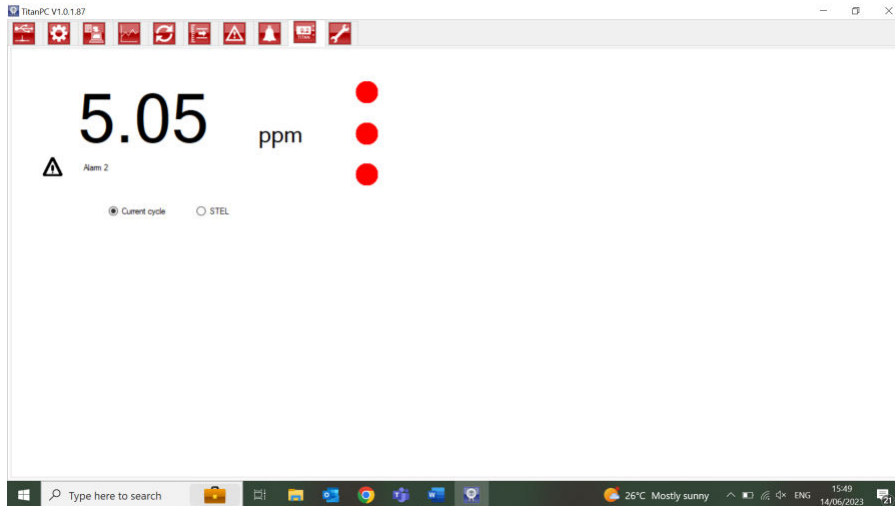 TitanPC V1.0.1.87
5.05 ppm
Alarm 2
Current cycle STEL
Type here to search
26°C Mostly sunny
ENG
15:49
14/06/2023
21